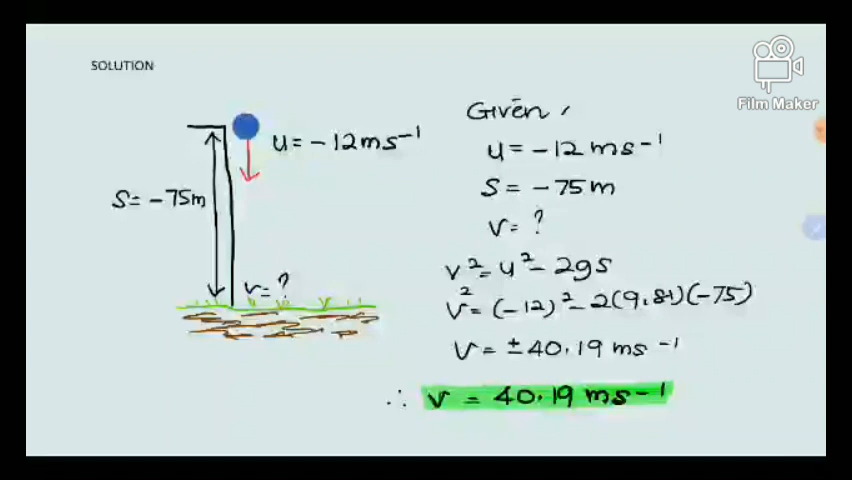 SOLUTION
Film Maker
u = -12ms⁻¹
S = -75m
v = ?
Given,
u = -12 ms⁻¹
S = -75 m
v = ?
v² = u² - 2gs
v² = (-12)² - 2(9.81)(-75)
v = ±40.19 ms⁻¹
∴ v = 40.19 ms⁻¹